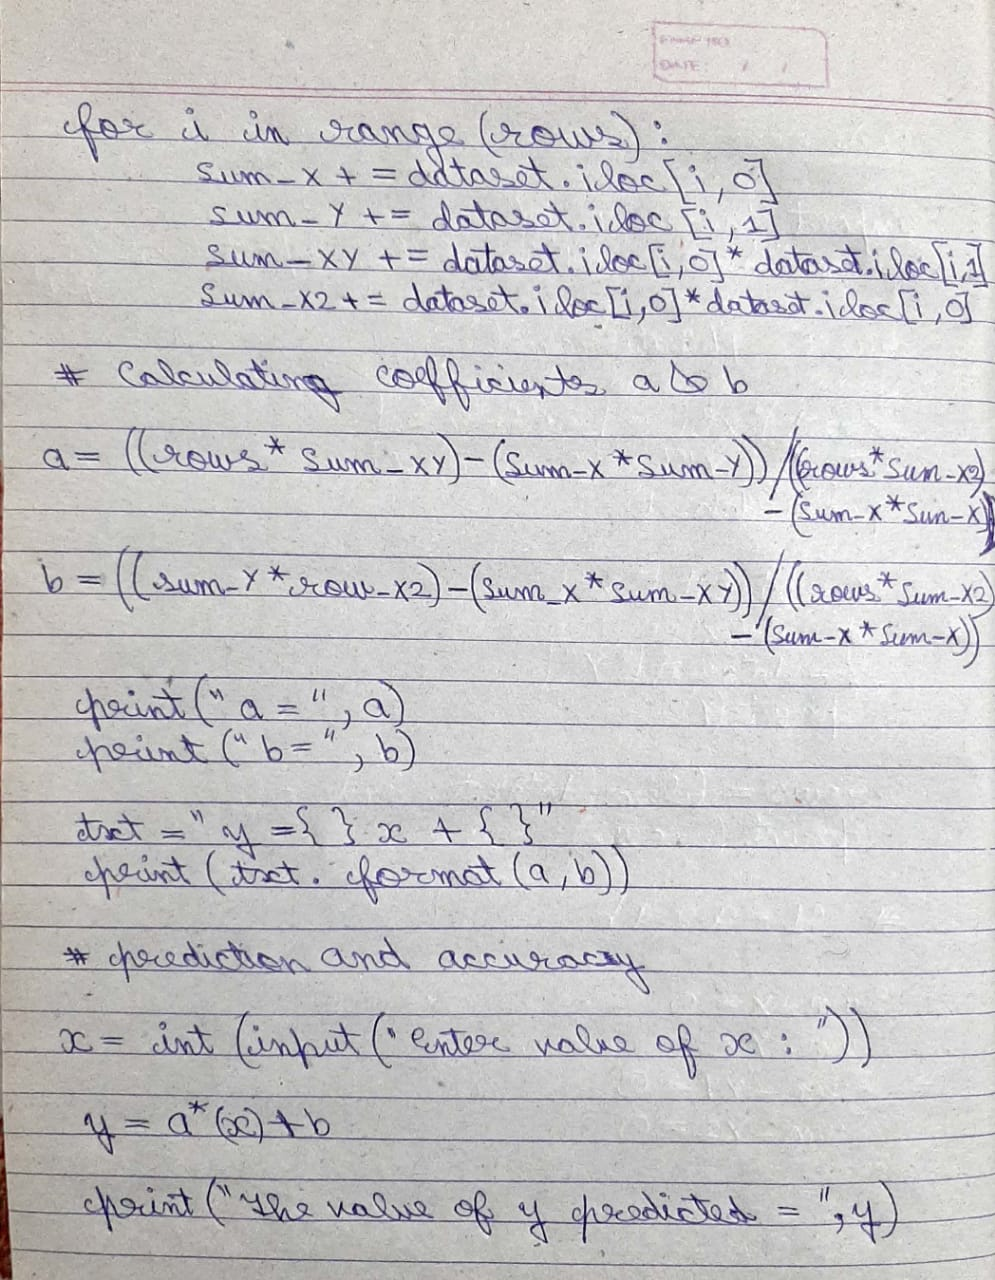 DATE: / /
for i in range (rows) :
sum_X += dataset.iloc[i,0]
sum_Y += dataset.iloc[i,1]
sum_XY += dataset.iloc[i,0]* dataset.iloc[i,1]
sum_X2 += dataset.iloc[i,0]*dataset.iloc[i,0]
# Calculating coefficients a & b
a = ((rows* sum_XY)-(sum_X*sum_Y))/((rows*sum_X2)
-(sum_X*Sun_X))
b = ((sum_Y*row_X2)-(sum_X*sum_XY))/((rows*sum_X2)
-(sum_X*sum_X))
print("a =", a)
print("b=", b)
txt = "y ={ } x + { }"
print (txt. format (a,b))
# prediction and accuracy
x = int (input ("Enter value of x : "))
y = a*(x)+b
print ("The value of y predicted = ", y)